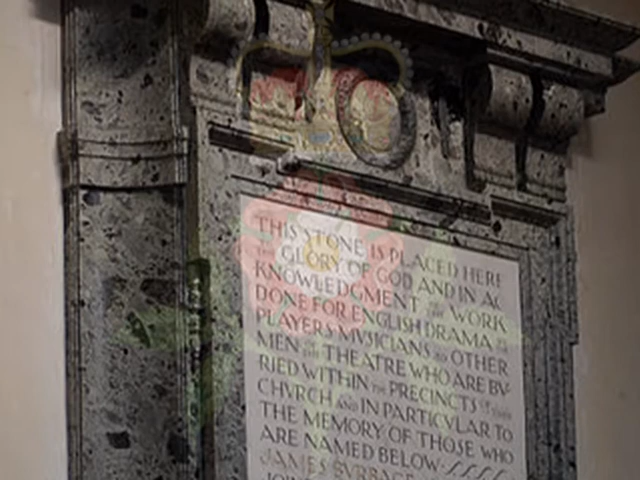 THIS STONE IS PLACED HERE
TO THE GLORY OF GOD AND IN AC
KNOWLEDGMENT OF THE WORK
DONE FOR ENGLISH DRAMA
PLAYERS MVSICIANS AND OTHER
MEN OF THE THEATRE WHO ARE BV-
RIED WITHIN THE PRECINCTS OF THIS
CHVRCH AND IN PARTICVLAR TO
THE MEMORY OF THOSE WHO
ARE NAMED BELOW
JAMES BVRBAGE